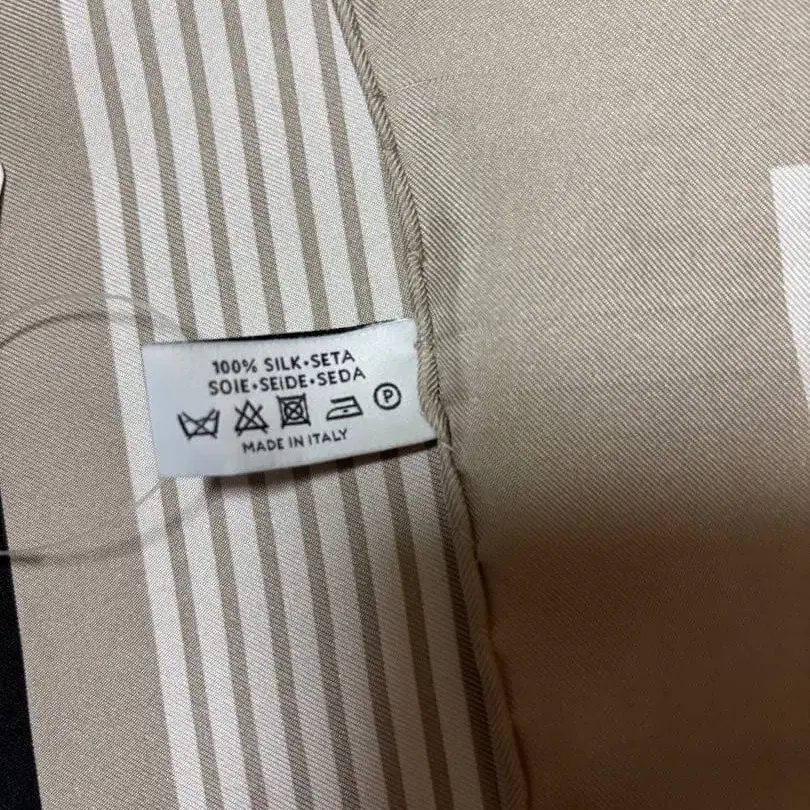 100% SILK•SETA
SOIE•SEIDE•SEDA
P
MADE IN ITALY